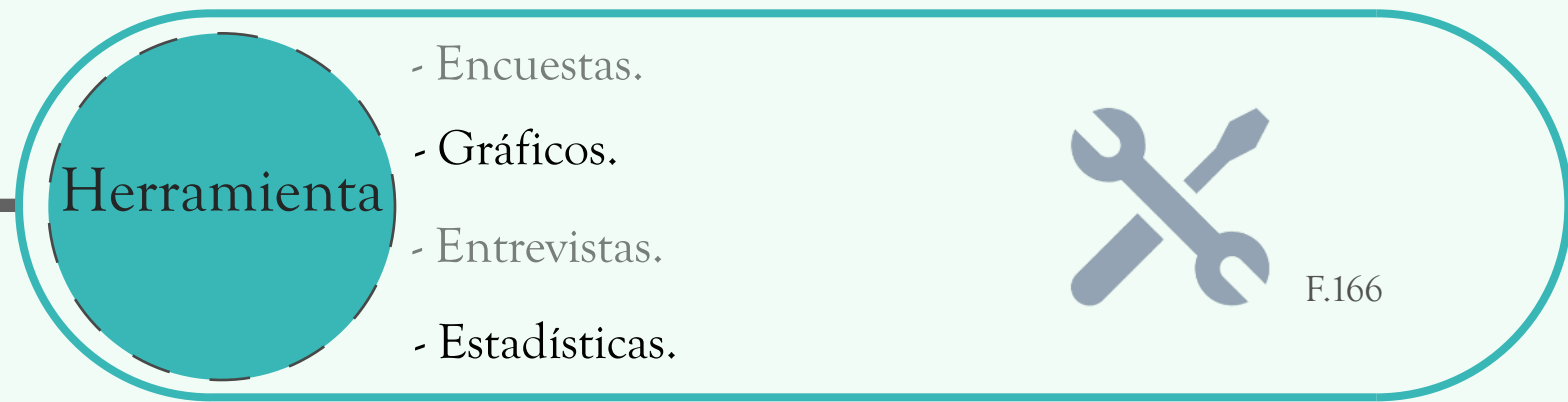 Herramienta
- Encuestas.
- Gráficos.
- Entrevistas.
- Estadísticas.
F.166